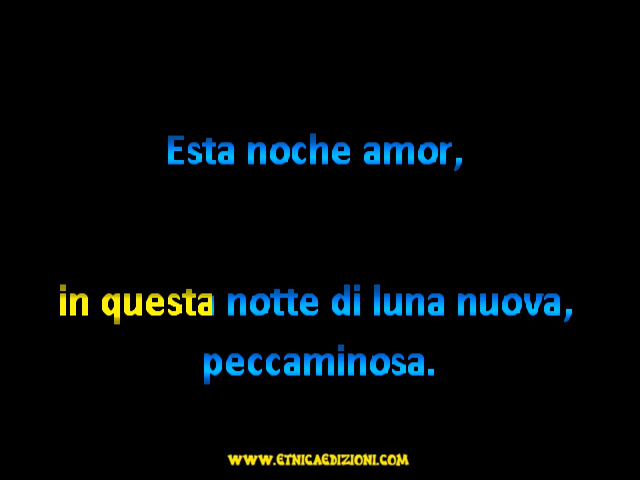 Esta noche amor,
in questa notte di luna nuova,
peccaminosa.
WWW.ETNICAEDIZIONI.COM